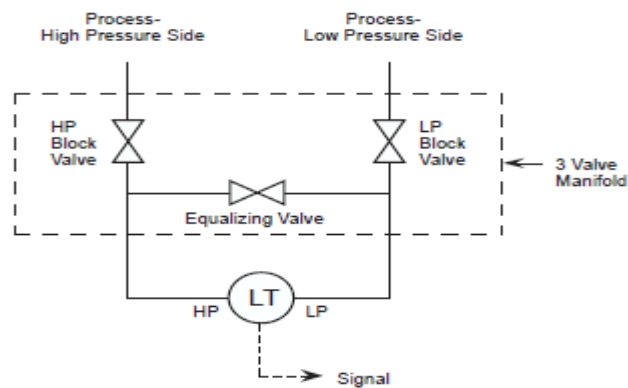 Process-
High Pressure Side
Process-
Low Pressure Side
HP
Block
Valve
LP
Block
Valve
3 Valve
Manifold
Equalizing Valve
HP
LT
LP
Signal